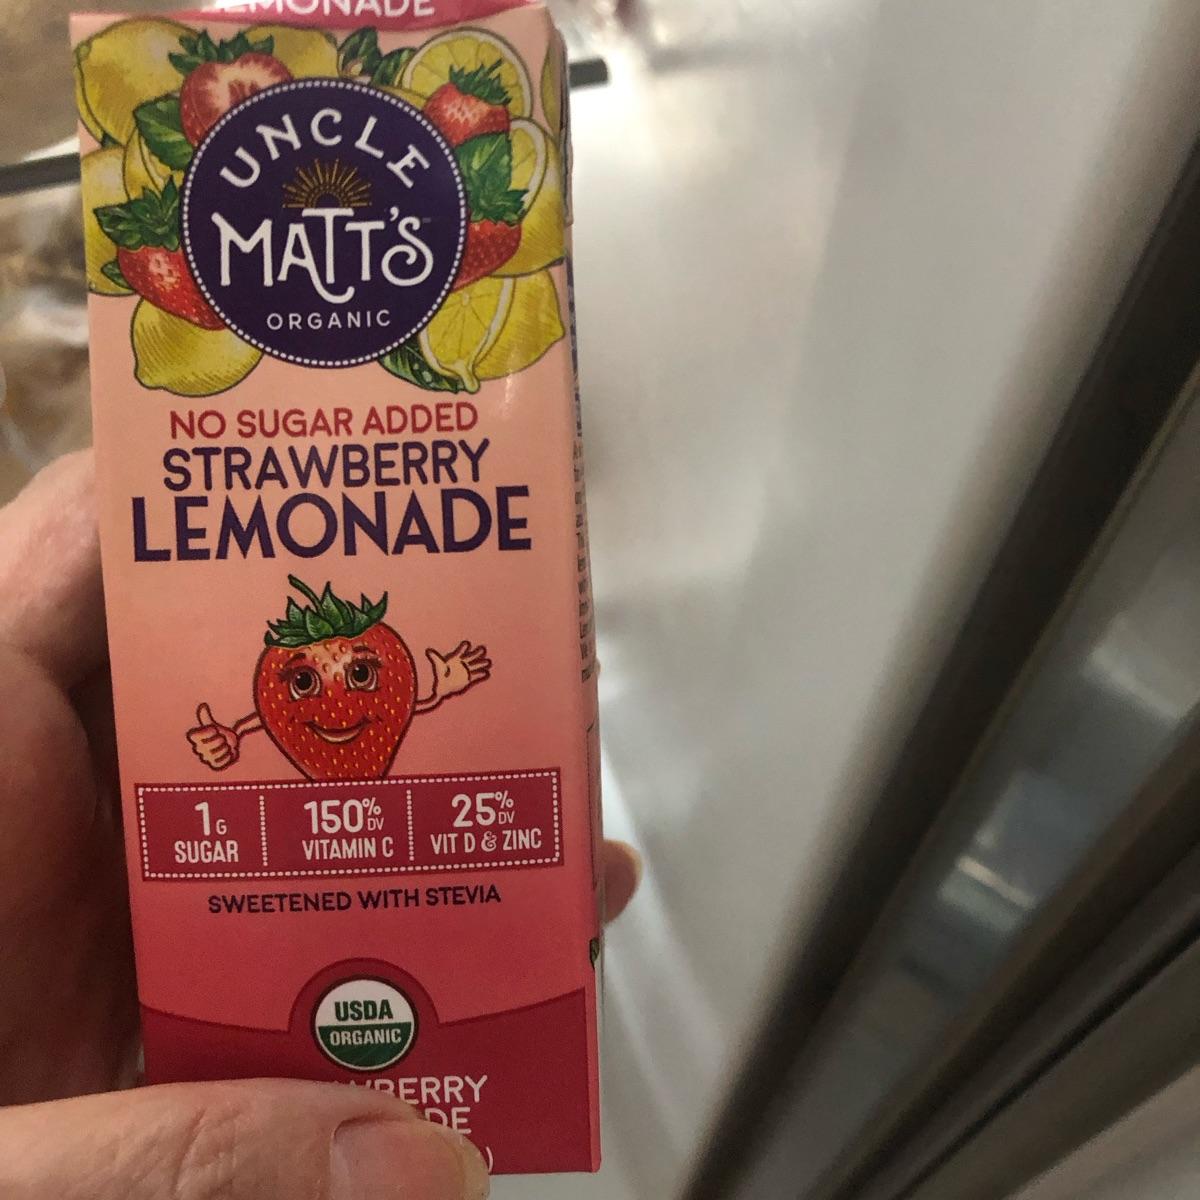 LEMONADE
UNCLE
MATT'S
ORGANIC
NO SUGAR ADDED
STRAWBERRY
LEMONADE
1G
SUGAR
150% DV
VITAMIN C
25% DV
VIT D & ZINC
SWEETENED WITH STEVIA
USDA
ORGANIC